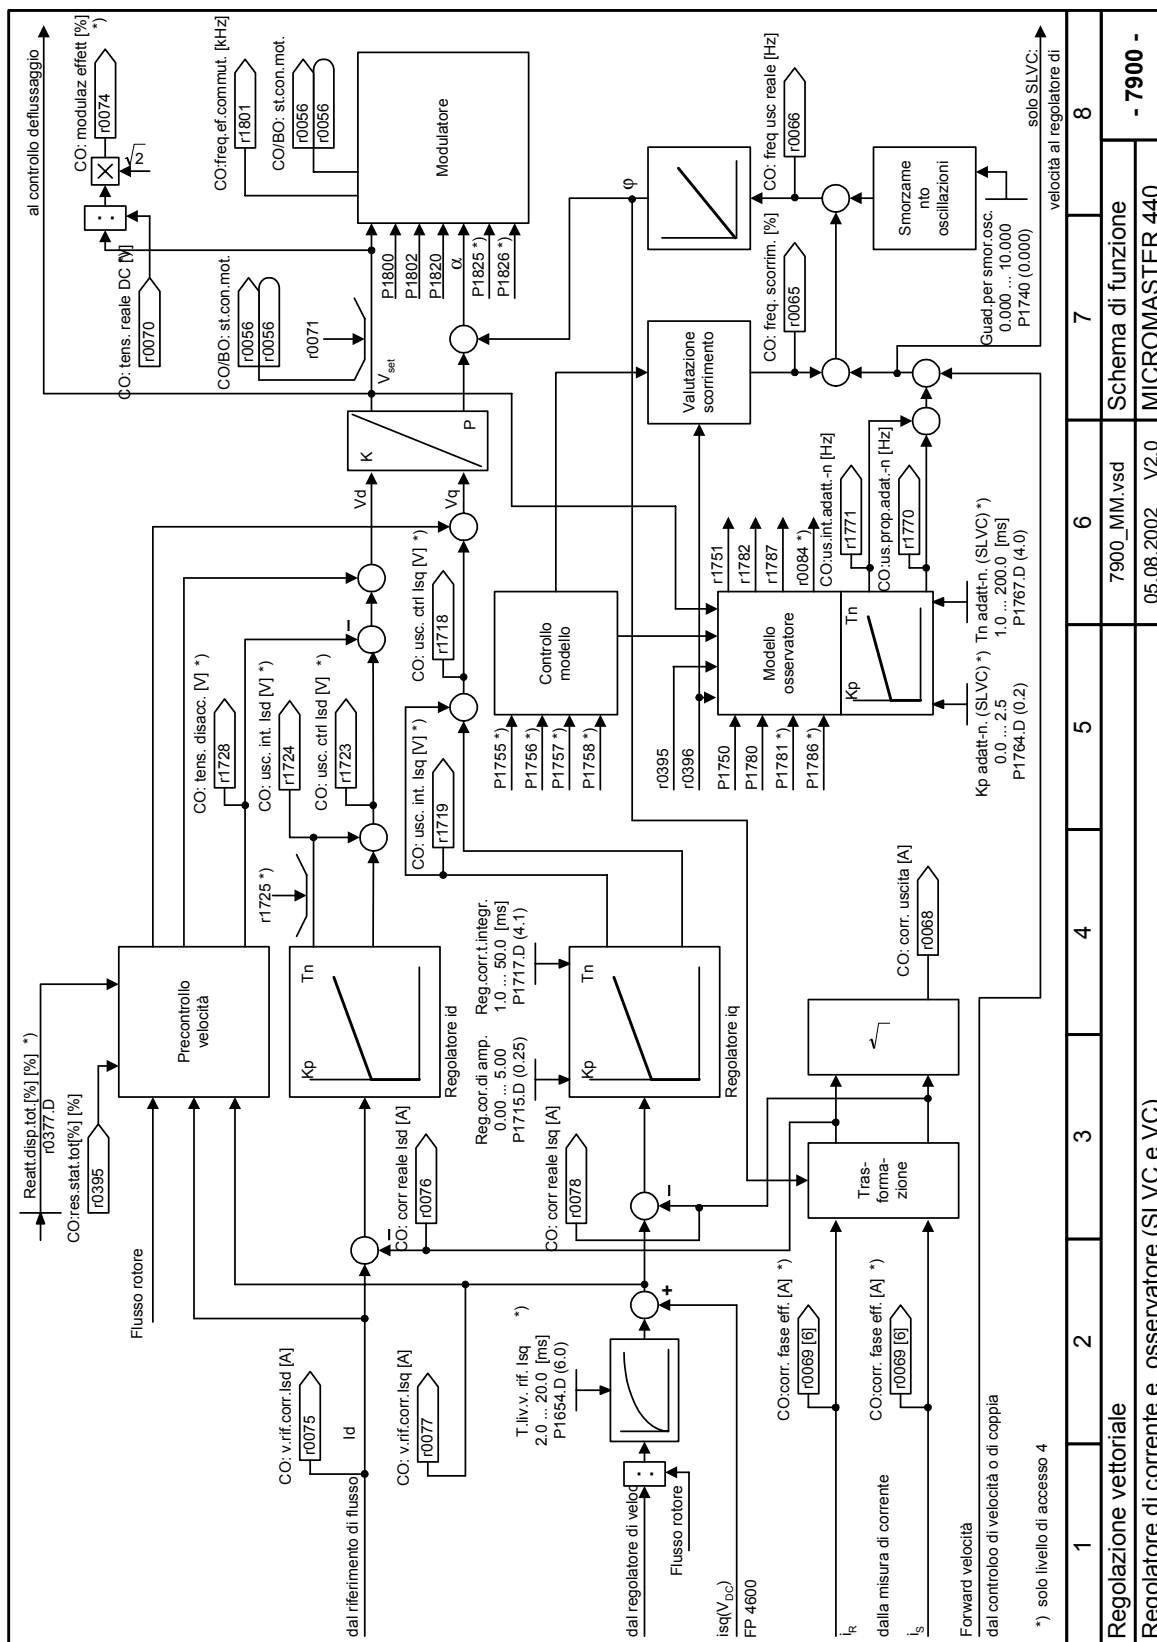 al controllo deflussaggio
CO: modulaz effett [%]
*)
r0074
√2
CO: tens. reale DC [V]
r0070
CO/BO: st.con.mot.
r0056
r0056
r0071
V set
CO:freq.ef.commut. [kHz]
r1801
CO/BO: st.con.mot.
r0056
r0056
Modulatore
P1800
P1802
P1820
α
P1825 *)
P1826 *)
K
P
Vd
Vq
Reatt.disp.tot.[%] [%] *)
r0377.D
CO:res.stat.tot[%] [%]
r0395
Flusso rotore
Precontrollo
velocità
CO: tens. disacc. [V] *)
r1728
CO: usc. int. Isd [V] *)
r1724
CO: usc. ctrl Isd [V] *)
r1723
r1725 *)
Kp
Tn
Regolatore id
CO: v.rif.corr.Isd [A]
r0075
Id
dal riferimento di flusso
CO: v.rif.corr.Isq [A]
r0077
CO: corr reale Isd [A]
r0076
–
–
CO: usc. ctrl Isq [V] *)
r1718
CO: usc. int. Isq [V] *)
r1719
Reg.cor.di amp.
0.00 ... 5.00
P1715.D (0.25)
Reg.corr.t.integr.
1.0 ... 50.0 [ms]
P1717.D (4.1)
Kp
Tn
Regolatore iq
CO: corr reale Isq [A]
r0078
–
+
T.liv.v. rif. Isq *)
2.0 ... 20.0 [ms]
P1654.D (6.0)
dal regolatore di veloc
:
Flusso rotore
isq(VDC)
FP 4600
Controllo
modello
P1755 *)
P1756 *)
P1757 *)
P1758 *)
r0395
r0396
P1750
P1780
P1781 *)
P1786 *)
Modello
osservatore
Kp
Tn
r1751
r1782
r1787
r0084 *)
CO:us.int.adatt.-n [Hz]
r1771
CO:us.prop.adat.-n [Hz]
r1770
Kp adatt-n. (SLVC) *)
0.0 ... 2.5
P1764.D (0.2)
Tn adatt-n. (SLVC) *)
1.0 ... 200.0 [ms]
P1767.D (4.0)
Valutazione
scorrimento
CO: freq. scorrim. [%]
r0065
φ
CO: freq usc reale [Hz]
r0066
Smorzame
nto
oscillazioni
Guad.per smor.osc.
0.000 ... 10.000
P1740 (0.000)
solo SLVC:
velocità al regolatore di
CO:corr. fase eff. [A] *)
r0069 [6]
CO:corr. fase eff. [A] *)
r0069 [6]
iR
dalla misura di corrente
iS
Tras-
forma-
zione
√
CO: corr. uscita [A]
r0068
Forward velocità
dal controloo di velocità o di coppia
*) solo livello di accesso 4
1
2
3
4
5
6
7
8
Regolazione vettoriale
7900_MM.vsd
Schema di funzione
- 7900 -
Regolatore di corrente e osservatore (SLVC e VC)
05.08.2002 V2.0
MICROMASTER 440